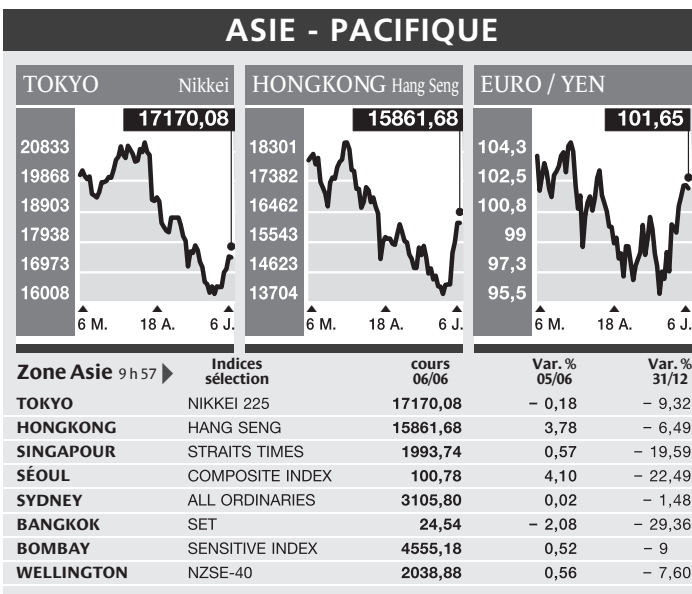 ASIE - PACIFIQUE
TOKYO Nikkei
17170,08
20833
19868
18903
17938
16973
16008
6 M. 18 A. 6 J.
HONGKONG Hang Seng
15861,68
18301
17382
16462
15543
14623
13704
6 M. 18 A. 6 J.
EURO / YEN
101,65
104,3
102,5
100,8
99
97,3
95,5
6 M. 18 A. 6 J.
Zone Asie 9 h 57 Indices sélection cours 06/06 Var. % 05/06 Var. % 31/12
TOKYO NIKKEI 225 17170,08 – 0,18 – 9,32
HONGKONG HANG SENG 15861,68 3,78 – 6,49
SINGAPOUR STRAITS TIMES 1993,74 0,57 – 19,59
SÉOUL COMPOSITE INDEX 100,78 4,10 – 22,49
SYDNEY ALL ORDINARIES 3105,80 0,02 – 1,48
BANGKOK SET 24,54 – 2,08 – 29,36
BOMBAY SENSITIVE INDEX 4555,18 0,52 – 9
WELLINGTON NZSE-40 2038,88 0,56 – 7,60